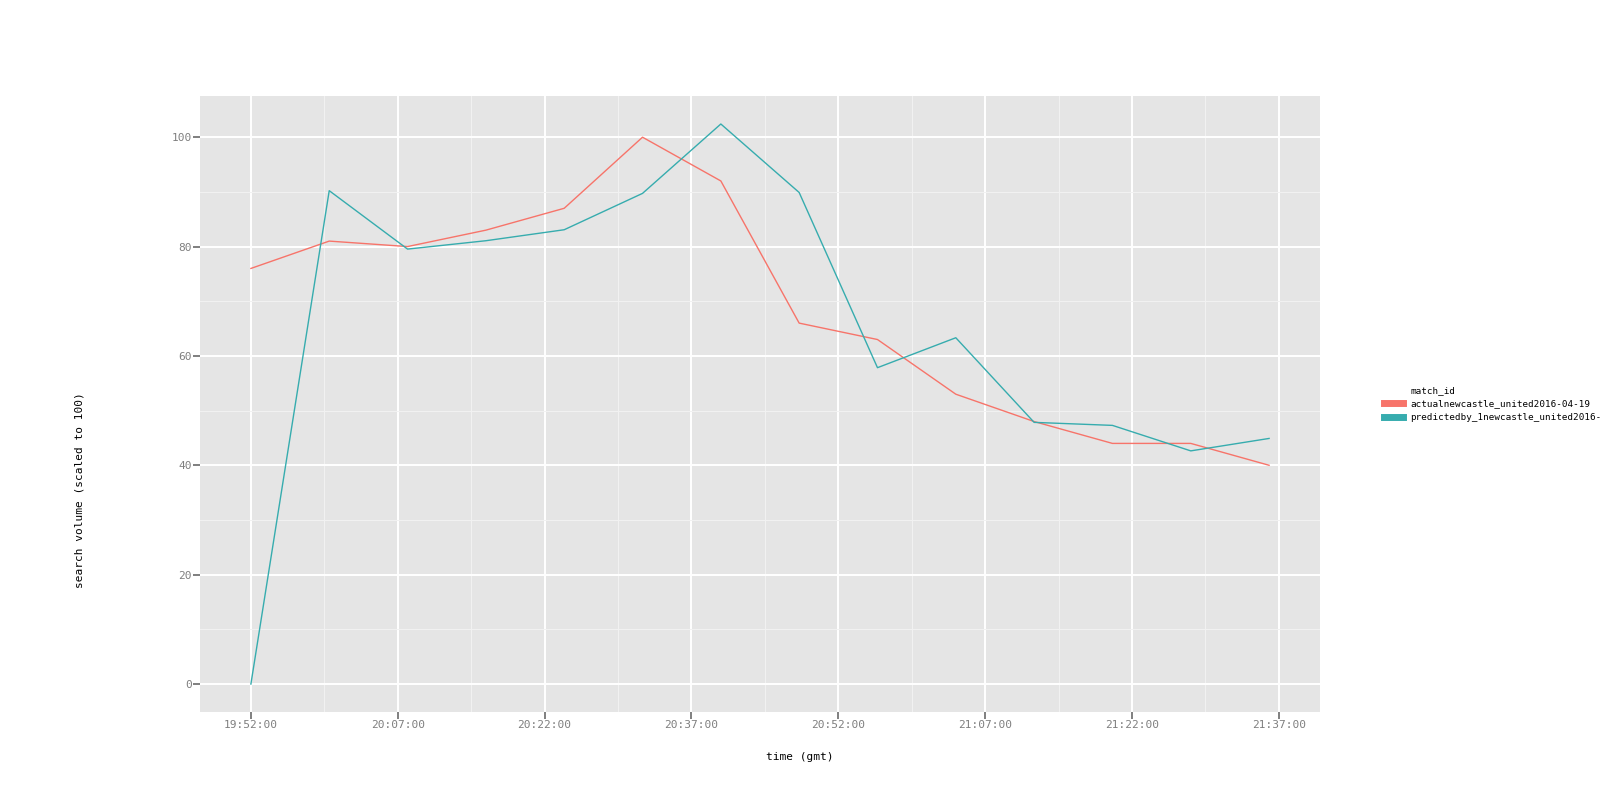 100
80
60
40
20
0
search volume (scaled to 100)
19:52:00 20:07:00 20:22:00 20:37:00 20:52:00 21:07:00 21:22:00 21:37:00
time (gmt)
match_id
actualnewcastle_united2016-04-19
predictedby_1newcastle_united2016-